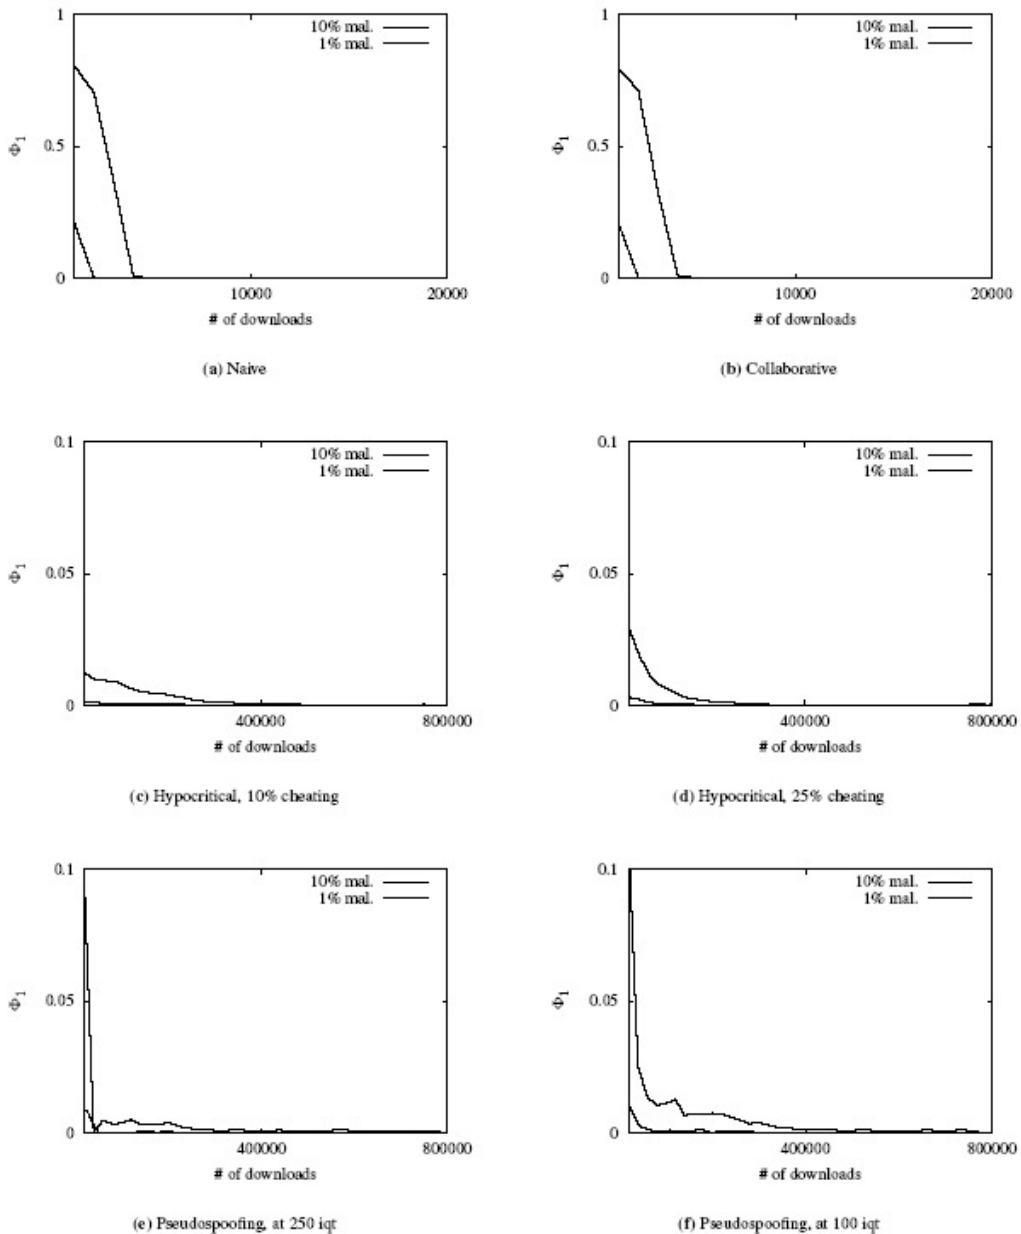 1
10% mal.
1% mal.
0.5
Φ1
0
10000
20000
# of downloads
(a) Naive
1
10% mal.
1% mal.
0.5
Φ1
0
10000
20000
# of downloads
(b) Collaborative
0.1
10% mal.
1% mal.
0.05
Φ1
0
400000
800000
# of downloads
(c) Hypocritical, 10% cheating
0.1
10% mal.
1% mal.
0.05
Φ1
0
400000
800000
# of downloads
(d) Hypocritical, 25% cheating
0.1
10% mal.
1% mal.
0.05
Φ1
0
400000
800000
# of downloads
(e) Pseudospoofing, at 250 iqt
0.1
10% mal.
1% mal.
0.05
Φ1
0
400000
800000
# of downloads
(f) Pseudospoofing, at 100 iqt